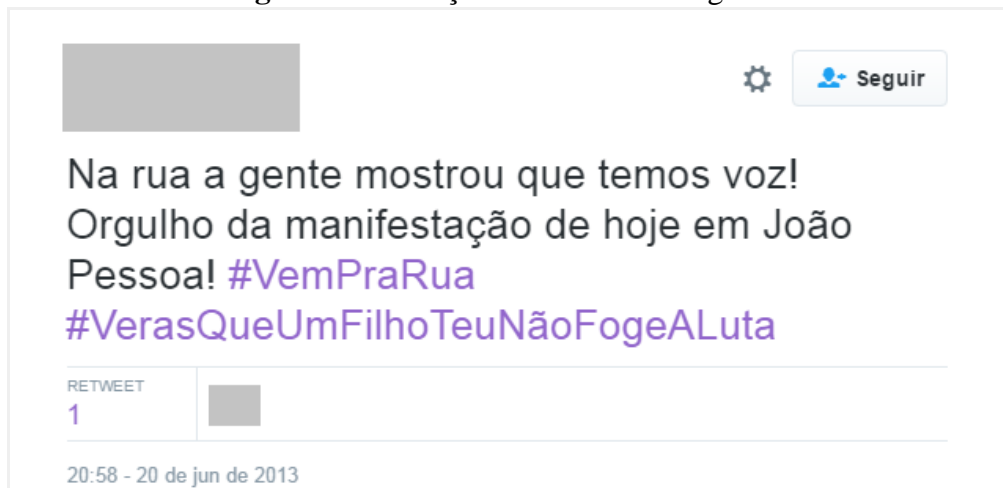 Seguir
Na rua a gente mostrou que temos voz!
Orgulho da manifestação de hoje em João
Pessoa! #VemPraRua
#VerasQueUmFilhoTeuNãoFogeALuta
RETWEET
1
20:58 - 20 de jun de 2013